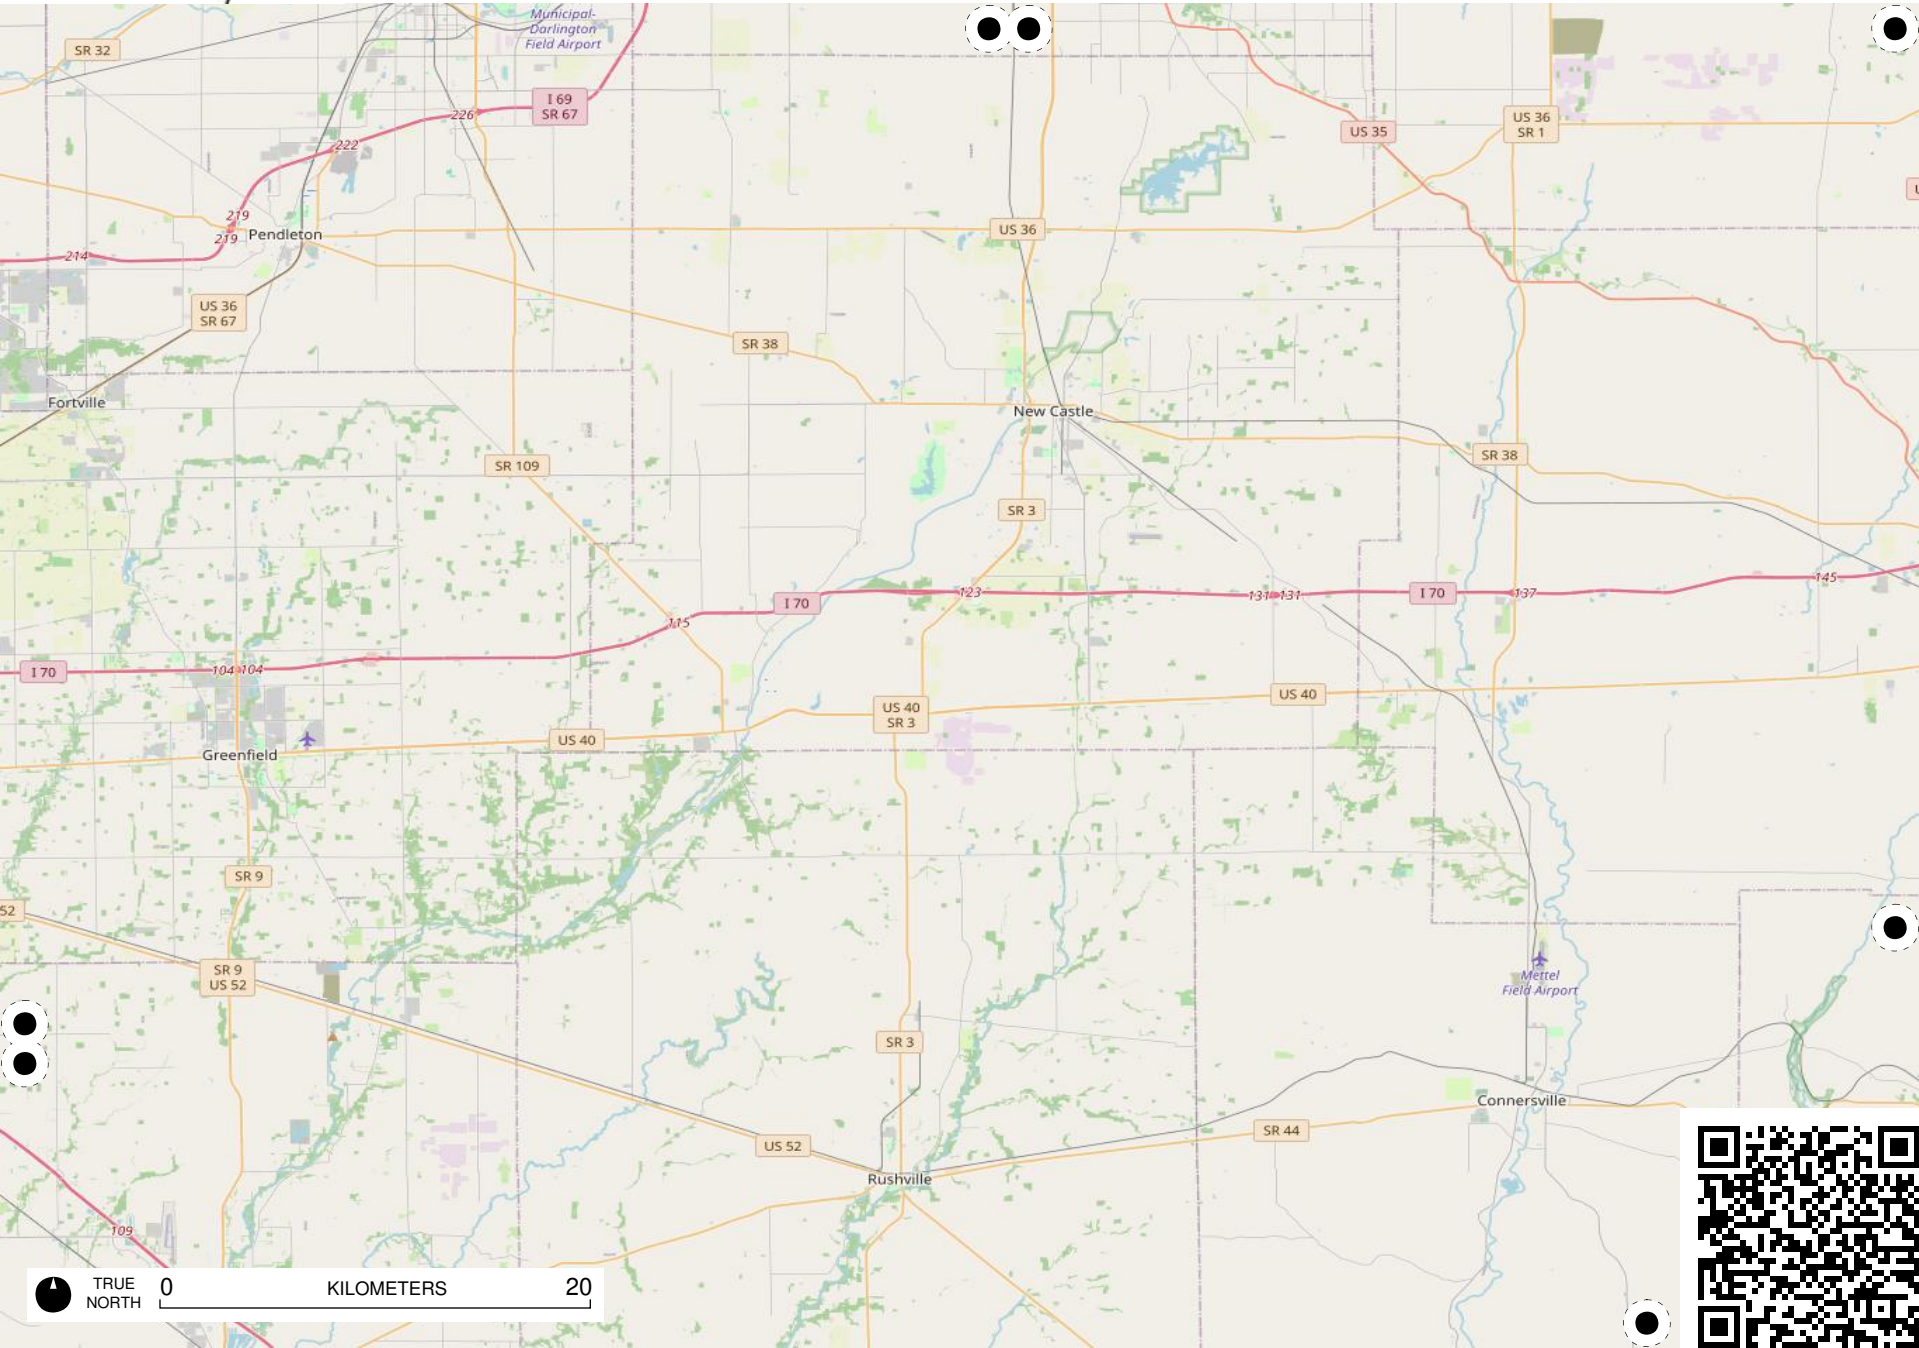 Municipal-
Darlington
Field Airport
SR 32
I 69
SR 67
226
222
US 36
SR 1
US 35
219
219
Pendleton
US 36
214
US 36
SR 67
SR 38
Fortville
New Castle
SR 109
SR 38
SR 3
I 70
123
131
131
I 70
137
145
115
I 70
104
104
US 40
SR 3
US 40
US 40
Greenfield
SR 9
52
SR 9
US 52
Mettel
Field Airport
SR 3
Connersville
US 52
SR 44
Rushville
109
TRUE
NORTH
0
KILOMETERS
20